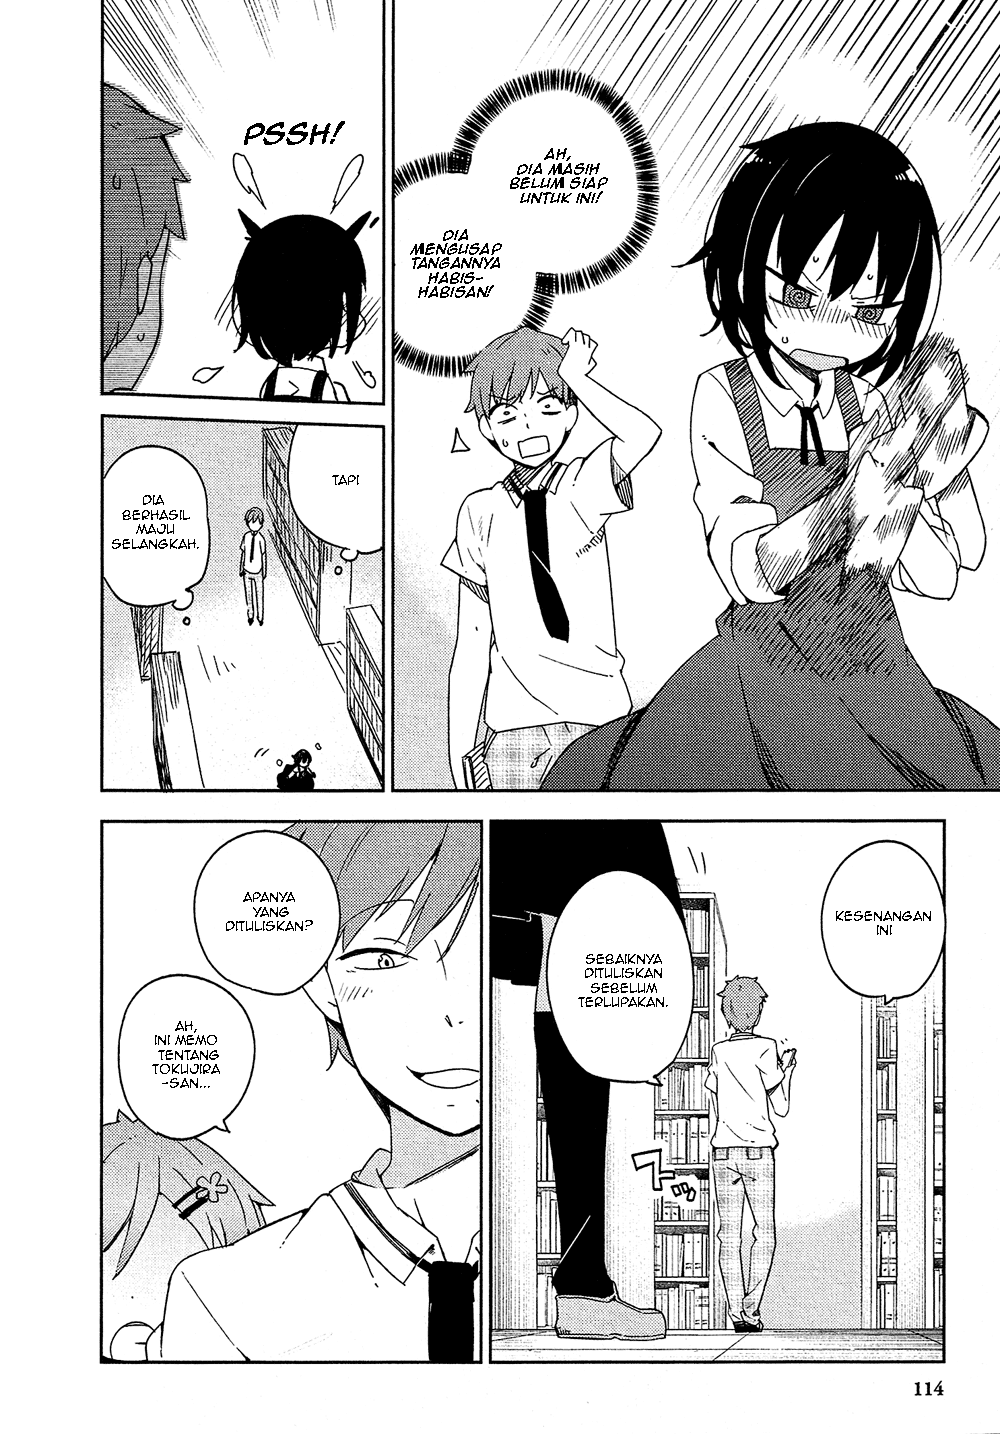 AH,
DIA MASIH
BELUM SIAP
UNTUK INI!
DIA
MENGUSAP
TANGANNYA
HABIS-
HABISAN!
PSSH!
TAPI
DIA
BERHASIL
MAJU
SELANGKAH.
KESENANGAN
INI
SEBAIKNYA
DITULISKAN
SEBELUM
TERLUPAKAN.
APANYA
YANG
DITULISKAN?
AH,
INI MEMO
TENTANG
TOKUJIRA
-SAN...
114